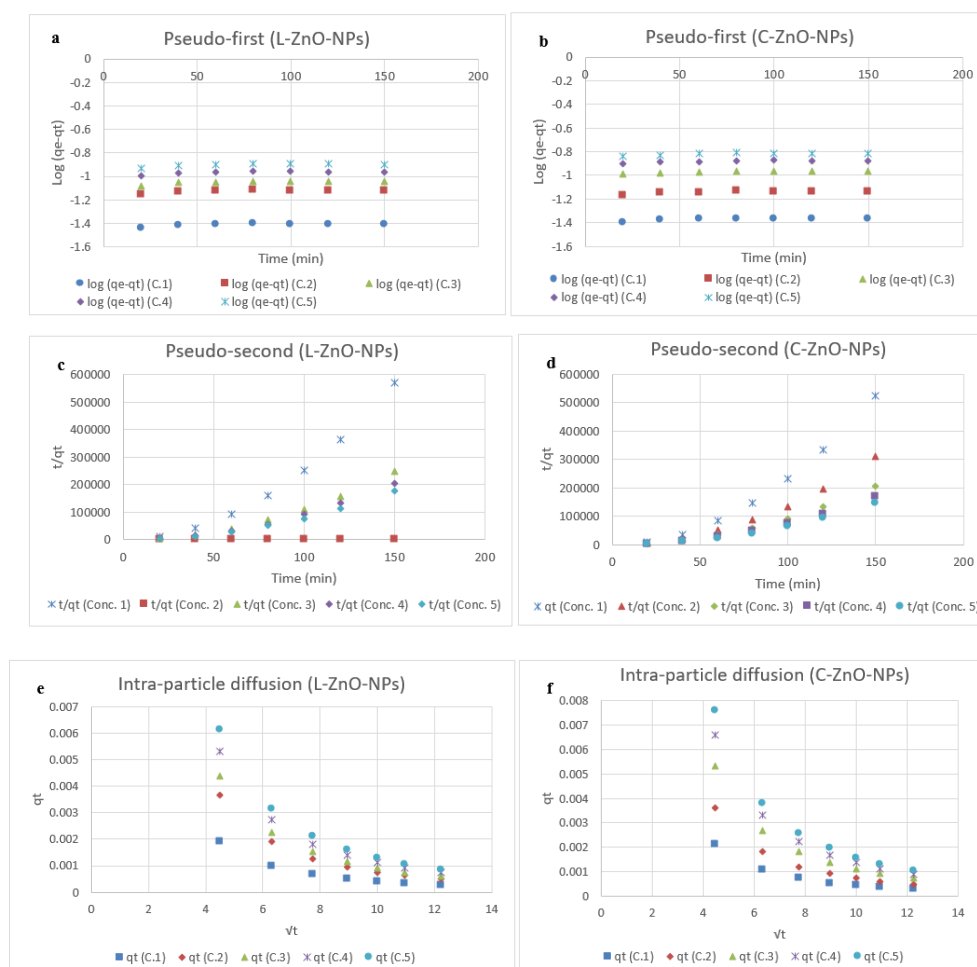 a
Pseudo-first (L-ZnO-NPs)
0
-0.2
-0.4
-0.6
-0.8
-1
-1.2
-1.4
-1.6
0 50 100 150 200
Log (qe-qt)
Time (min)
log (qe-qt) (C.1) log (qe-qt) (C.2) log (qe-qt) (C.3)
log (qe-qt) (C.4) log (qe-qt) (C.5)
b
Pseudo-first (C-ZnO-NPs)
0
-0.2
-0.4
-0.6
-0.8
-1
-1.2
-1.4
-1.6
0 50 100 150 200
Log (qe-qt)
Time (min)
log (qe-qt) (C.1) log (qe-qt) (C.2) log (qe-qt) (C.3)
log (qe-qt) (C.4) log (qe-qt) (C.5)
c
Pseudo-second (L-ZnO-NPs)
600000
500000
400000
300000
200000
100000
0
t/qt
0 50 100 150 200
Time (min)
t/qt (Conc. 1) t/qt (Conc. 2) t/qt (Conc. 3) t/qt (Conc. 4) t/qt (Conc. 5)
d
Pseudo-second (C-ZnO-NPs)
600000
500000
400000
300000
200000
100000
0
t/qt
0 50 100 150 200
Time (min)
qt (Conc. 1) t/qt (Conc. 2) t/qt (Conc. 3) t/qt (Conc. 4) t/qt (Conc. 5)
e
Intra-particle diffusion (L-ZnO-NPs)
0.007
0.006
0.005
0.004
0.003
0.002
0.001
0
qt
0 2 4 6 8 10 12 14
√t
qt (C.1) qt (C.2) qt (C.3) qt (C.4) qt (C.5)
f
Intra-particle diffusion (C-ZnO-NPs)
0.008
0.007
0.006
0.005
0.004
0.003
0.002
0.001
0
qt
0 2 4 6 8 10 12 14
√t
qt (C.1) qt (C.2) qt (C.3) qt (C.4) qt (C.5)